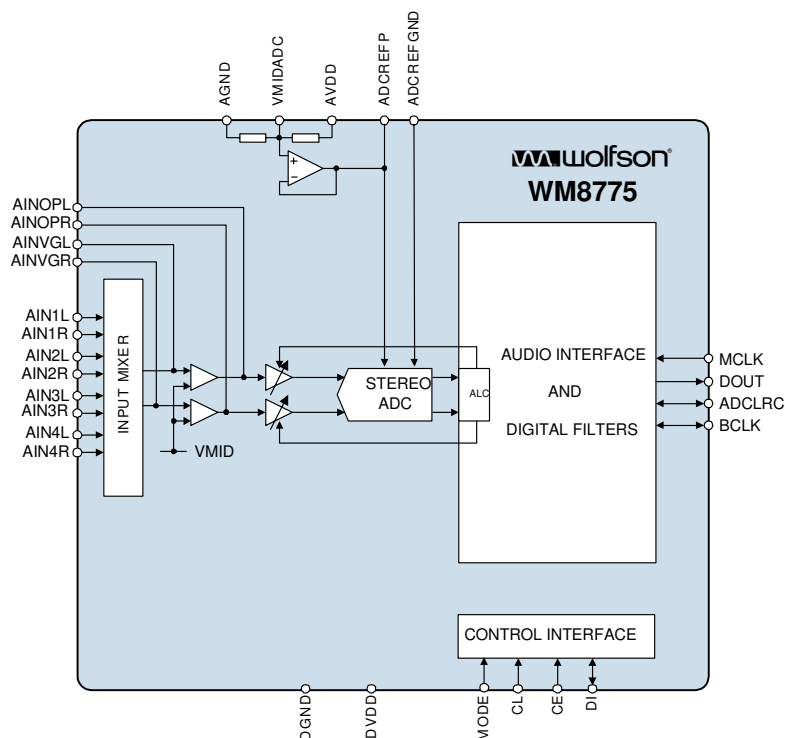 AGND
VMIDADC
AVDD
ADCREFP
ADCREFGND
wolfson®
WM8775
AINOPL
AINOPR
AINVGL
AINVGR
AIN1L
AIN1R
AIN2L
AIN2R
AIN3L
AIN3R
AIN4L
AIN4R
INPUT MIXER
+
−
VMID
STEREO
ADC
ALC
AUDIO INTERFACE
AND
DIGITAL FILTERS
MCLK
DOUT
ADCLRC
BCLK
CONTROL INTERFACE
DGND
DVDD
MODE
CL
CE
DI